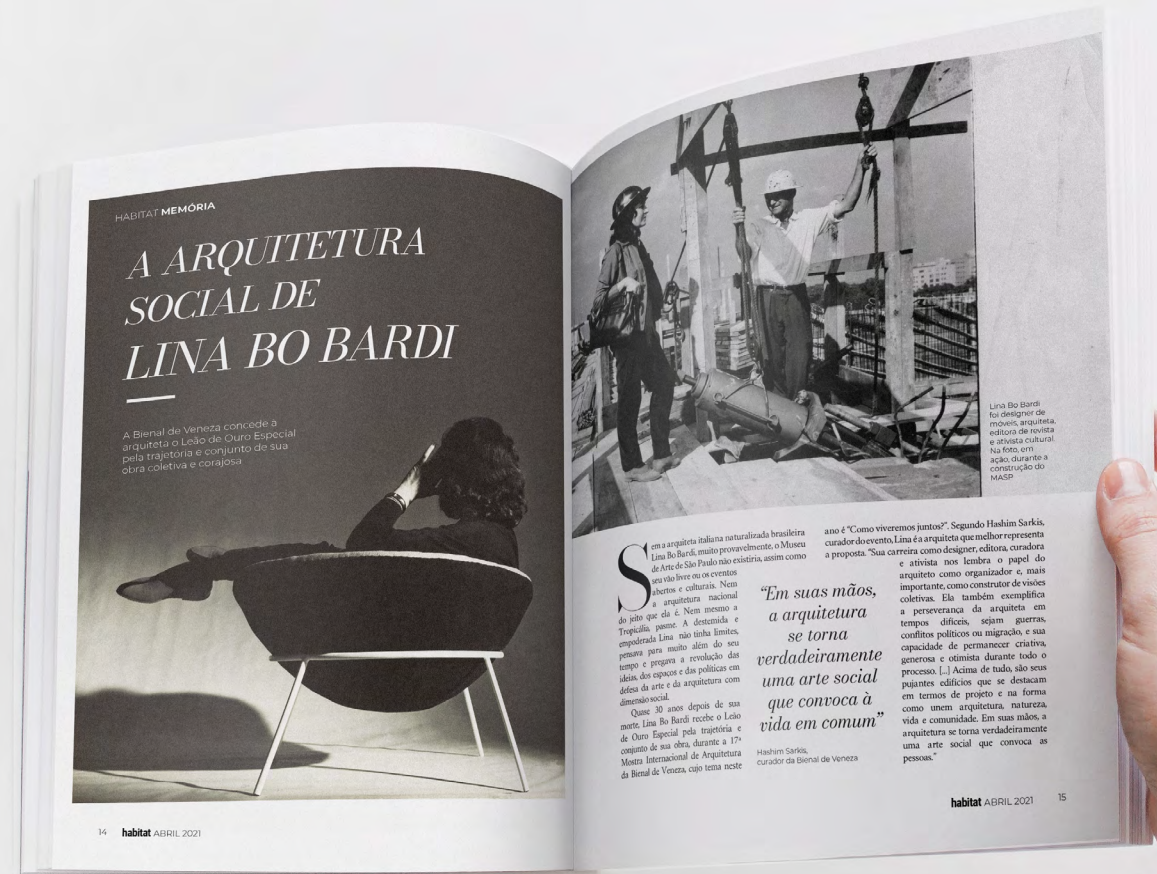 HABITAT MEMÓRIA
A ARQUITETURA
SOCIAL DE
LINA BO BARDI
A Bienal de Veneza concede à
arquiteta o Leão de Ouro Especial
pela trajetória e conjunto de sua
obra coletiva e corajosa
14 habitat ABRIL 2021
Lina Bo Bardi
foi designer de
móveis, arquiteta,
editora de revista
e ativista cultural.
Na foto, em
ação, durante a
construção do
MASP
Sem a arquiteta italiana naturalizada brasileira
Lina Bo Bardi, muito provavelmente, o Museu
de Arte de São Paulo não existiria, assim como
seu vão livre ou os eventos
abertos e culturais. Nem
a arquitetura nacional
do jeito que ela é. Nem mesmo a
Tropicália, pasme. A destemida e
empoderada Lina não tinha limites,
pensava para muito além do seu
tempo e pregava a revolução das
ideias, dos espaços e das políticas em
defesa da arte e da arquitetura com
dimensão social.
Quase 30 anos depois de sua
morte, Lina Bo Bardi recebe o Leão
de Ouro Especial pela trajetória e
conjunto de sua obra, durante a 17ª
Mostra Internacional de Arquitetura
da Bienal de Veneza, cujo tema neste
"Em suas mãos,
a arquitetura
se torna
verdadeiramente
uma arte social
que convoca à
vida em comum"
Hashim Sarkis,
curador da Bienal de Veneza
ano é "Como viveremos juntos?". Segundo Hashim Sarkis,
curador do evento, Lina é a arquiteta que melhor representa
a proposta. "Sua carreira como designer, editora, curadora
e ativista nos lembra o papel do
arquiteto como organizador e, mais
importante, como construtor de visões
coletivas. Ela também exemplifica
a perseverança da arquiteta em
tempos difíceis, sejam guerras,
conflitos políticos ou migração, e sua
capacidade de permanecer criativa,
generosa e otimista durante todo o
processo. [...] Acima de tudo, são seus
pujantes edifícios que se destacam
em termos de projeto e na forma
como unem arquitetura, natureza,
vida e comunidade. Em suas mãos, a
arquitetura se torna verdadeiramente
uma arte social que convoca as
pessoas."
habitat ABRIL 2021 15